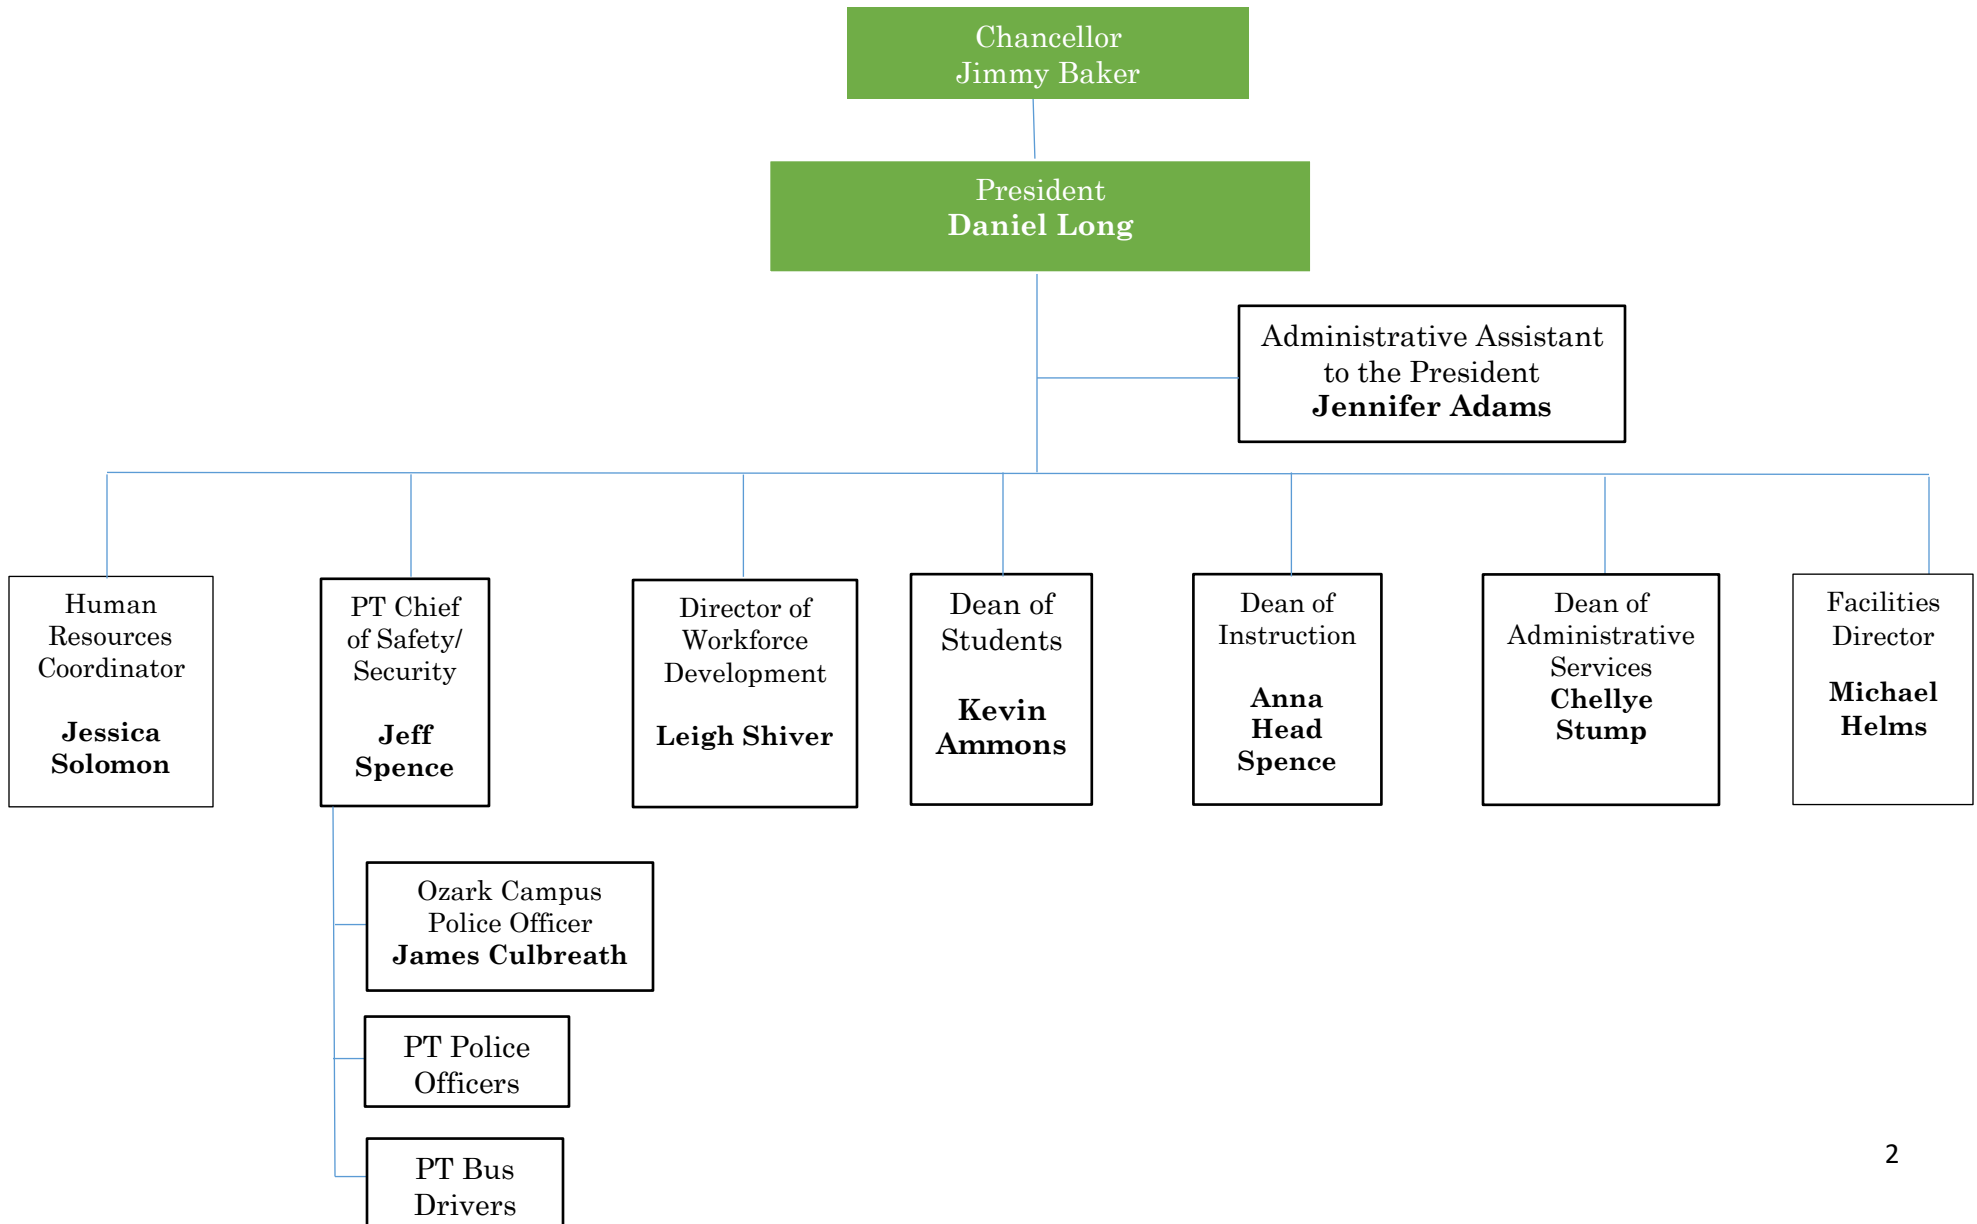 Chancellor
Jimmy Baker
President
Daniel Long
Administrative Assistant
to the President
Jennifer Adams
Human
Resources
Coordinator
Jessica
Solomon
PT Chief
of Safety/
Security
Jeff
Spence
Director of
Workforce
Development
Leigh Shiver
Dean of
Students
Kevin
Ammons
Dean of
Instruction
Anna
Head
Spence
Dean of
Administrative
Services
Chellye
Stump
Facilities
Director
Michael
Helms
Ozark Campus
Police Officer
James Culbreath
PT Police
Officers
PT Bus
Drivers
2